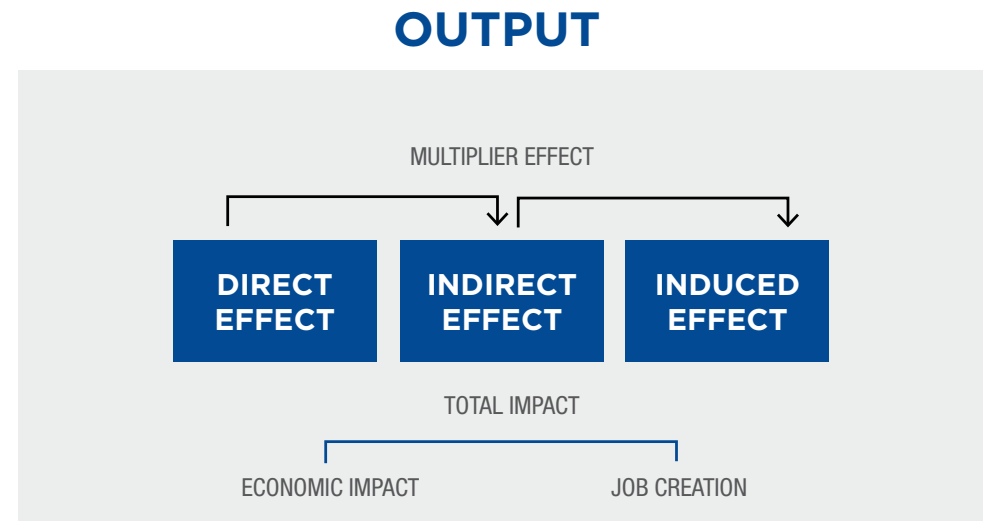 OUTPUT
MULTIPLIER EFFECT
DIRECT
EFFECT
INDIRECT
EFFECT
INDUCED
EFFECT
TOTAL IMPACT
ECONOMIC IMPACT
JOB CREATION